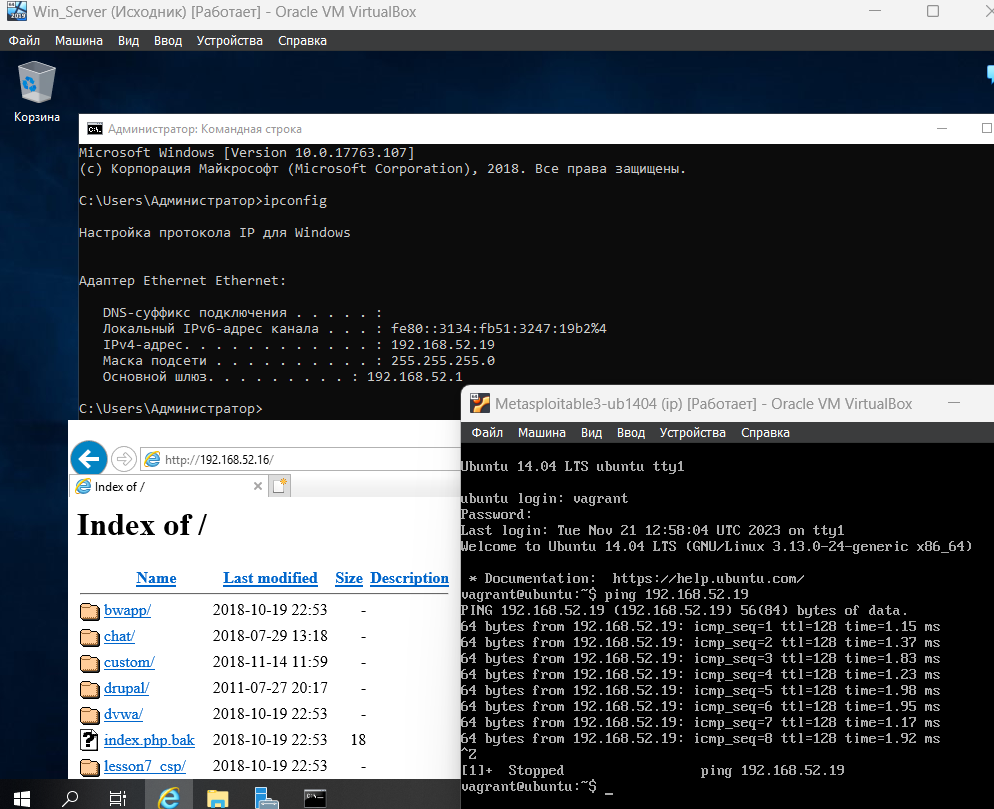 Win_Server (Исходник) [Работает] - Oracle VM VirtualBox
Файл Машина Вид Ввод Устройства Справка
Корзина
Администратор: Командная строка
Microsoft Windows [Version 10.0.17763.107]
(c) Корпорация Майкрософт (Microsoft Corporation), 2018. Все права защищены.
C:\Users\Администратор>ipconfig
Настройка протокола IP для Windows
Адаптер Ethernet Ethernet:
DNS-суффикс подключения . . . . . :
Локальный IPv6-адрес канала . . . : fe80::3134:fb51:3247:19b2%4
IPv4-адрес. . . . . . . . . . . . : 192.168.52.19
Маска подсети . . . . . . . . . . : 255.255.255.0
Основной шлюз. . . . . . . . . : 192.168.52.1
C:\Users\Администратор>
http://192.168.52.16/
Index of /
Index of /
Name Last modified Size Description
bwapp/ 2018-10-19 22:53 -
chat/ 2018-07-29 13:18 -
custom/ 2018-11-14 11:59 -
drupal/ 2011-07-27 20:17 -
dvwa/ 2018-10-19 22:53 -
index.php.bak 2018-10-19 22:53 18
lesson7_csp/ 2018-10-19 22:53 -
Metasploitable3-ub1404 (ip) [Работает] - Oracle VM VirtualBox
Файл Машина Вид Ввод Устройства Справка
Ubuntu 14.04 LTS ubuntu tty1
ubuntu login: vagrant
Password:
Last login: Tue Nov 21 12:58:04 UTC 2023 on tty1
Welcome to Ubuntu 14.04 LTS (GNU/Linux 3.13.0-24-generic x86_64)
* Documentation: https://help.ubuntu.com/
vagrant@ubuntu:~$ ping 192.168.52.19
PING 192.168.52.19 (192.168.52.19) 56(84) bytes of data.
64 bytes from 192.168.52.19: icmp_seq=1 ttl=128 time=1.15 ms
64 bytes from 192.168.52.19: icmp_seq=2 ttl=128 time=1.37 ms
64 bytes from 192.168.52.19: icmp_seq=3 ttl=128 time=1.83 ms
64 bytes from 192.168.52.19: icmp_seq=4 ttl=128 time=1.23 ms
64 bytes from 192.168.52.19: icmp_seq=5 ttl=128 time=1.98 ms
64 bytes from 192.168.52.19: icmp_seq=6 ttl=128 time=1.95 ms
64 bytes from 192.168.52.19: icmp_seq=7 ttl=128 time=1.17 ms
64 bytes from 192.168.52.19: icmp_seq=8 ttl=128 time=1.92 ms
^Z
[1]+ Stopped ping 192.168.52.19
vagrant@ubuntu:~$ _